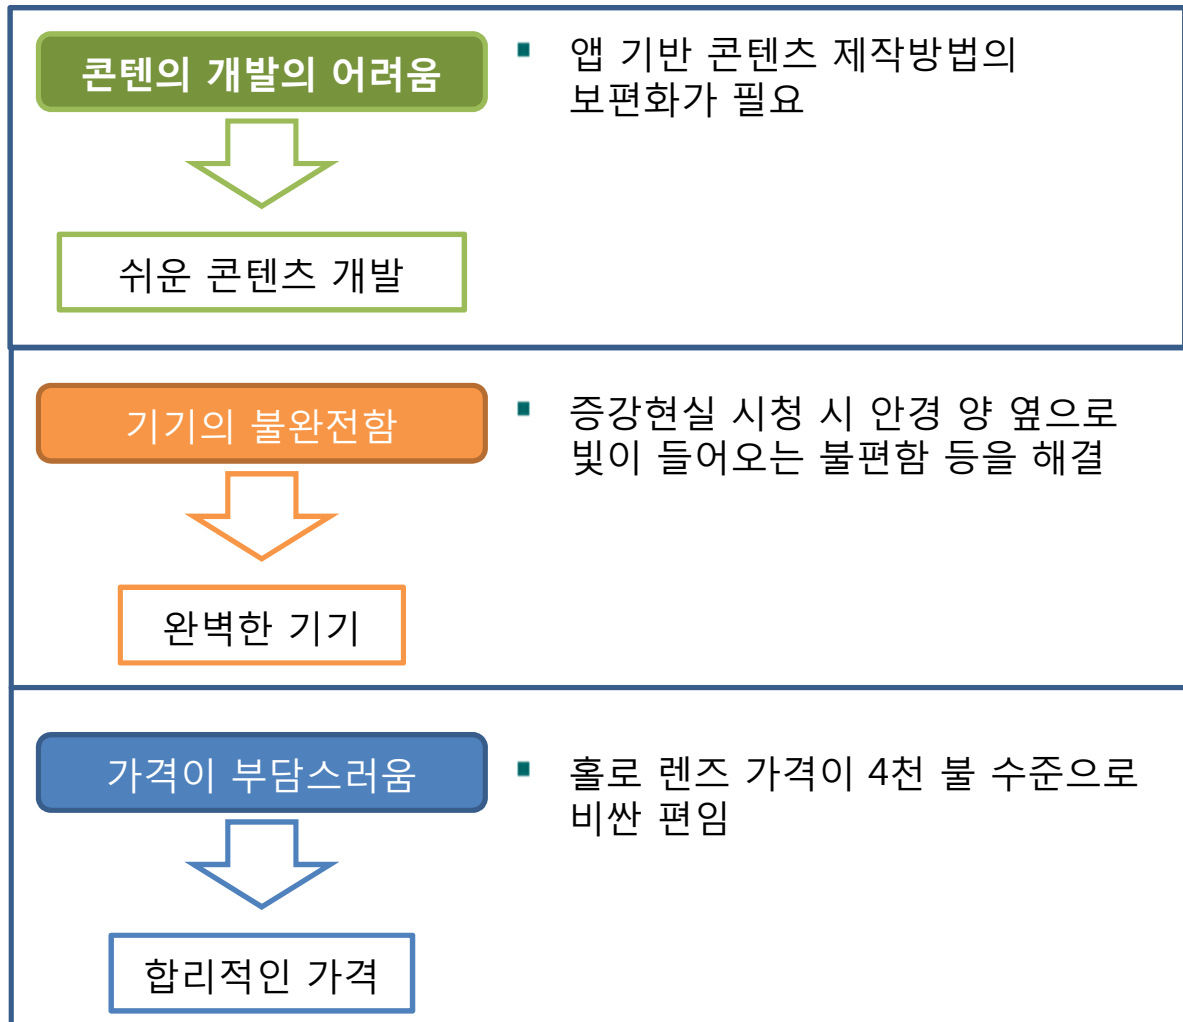 콘텐의 개발의 어려움
앱 기반 콘텐츠 제작방법의
보편화가 필요
쉬운 콘텐츠 개발
기기의 불완전함
증강현실 시청 시 안경 양 옆으로
빛이 들어오는 불편함 등을 해결
완벽한 기기
가격이 부담스러움
홀로 렌즈 가격이 4천 불 수준으로
비싼 편임
합리적인 가격